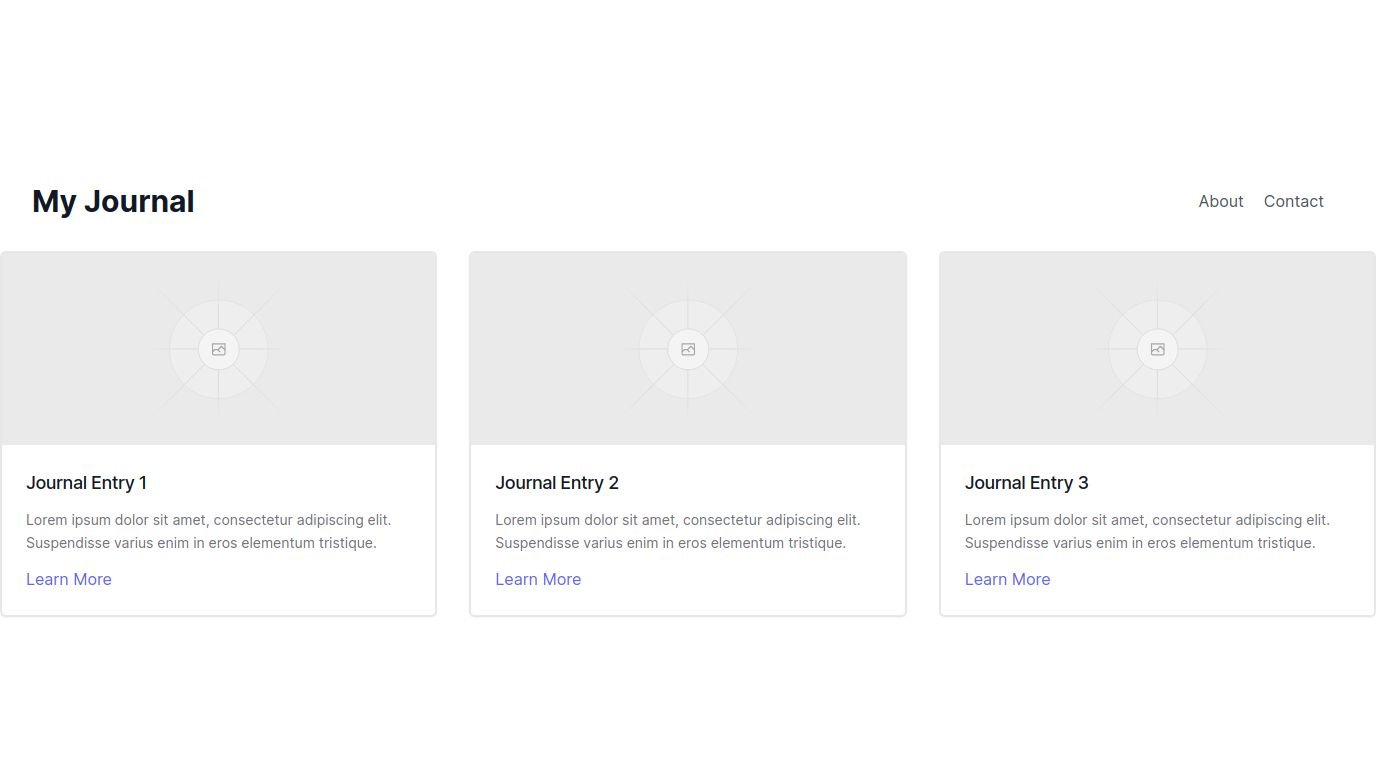 My Journal
About
Contact
Journal Entry 1
Lorem ipsum dolor sit amet, consectetur adipiscing elit.
Suspendisse varius enim in eros elementum tristique.
Learn More
Journal Entry 2
Lorem ipsum dolor sit amet, consectetur adipiscing elit.
Suspendisse varius enim in eros elementum tristique.
Learn More
Journal Entry 3
Lorem ipsum dolor sit amet, consectetur adipiscing elit.
Suspendisse varius enim in eros elementum tristique.
Learn More